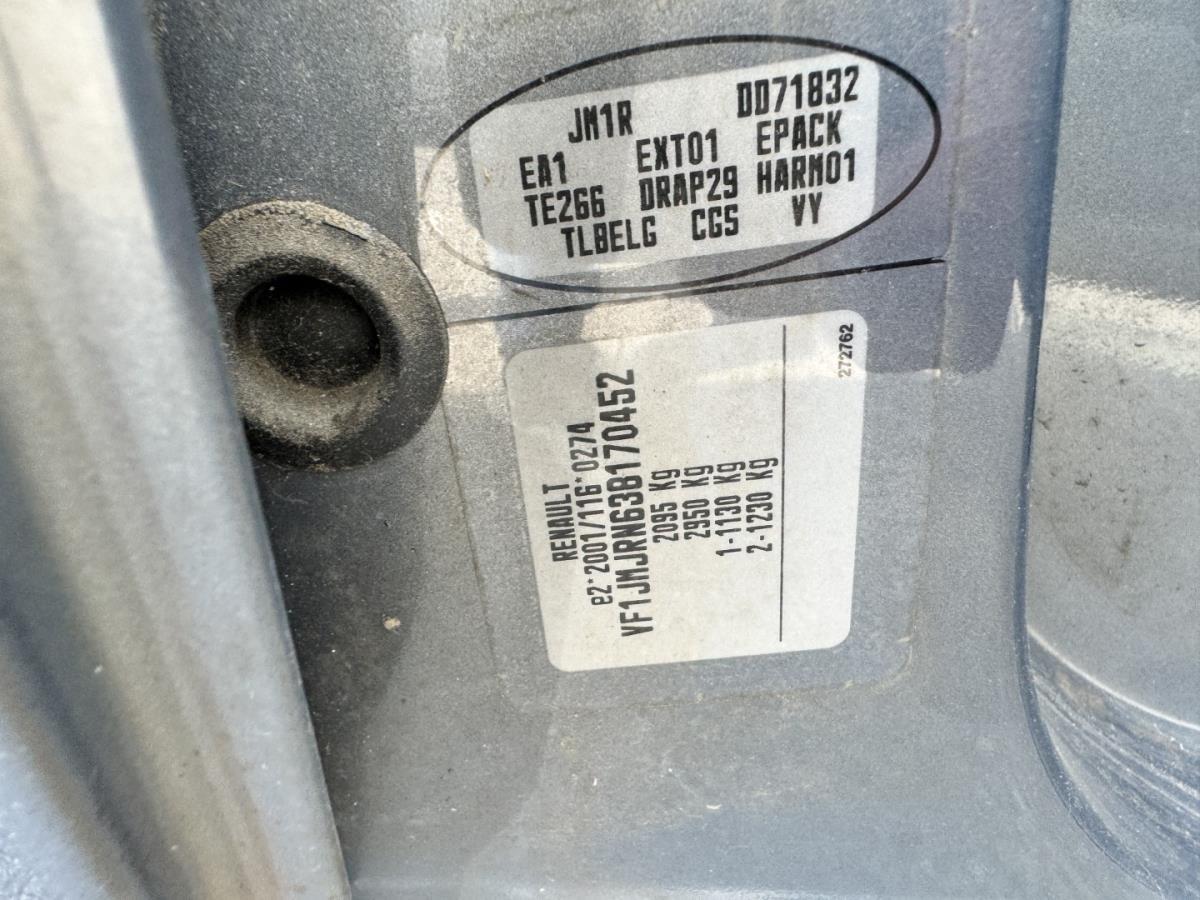 JM1R DD71832
EA1 EXT01 EPACK
TE266 DRAP29 HARM01
TLBELG CGS VY
RENAULT
e2*2001/116*0274
VF1JMJRN63B170452
2095 Kg
2950 Kg
1-1130 Kg
2-1230 Kg
272762